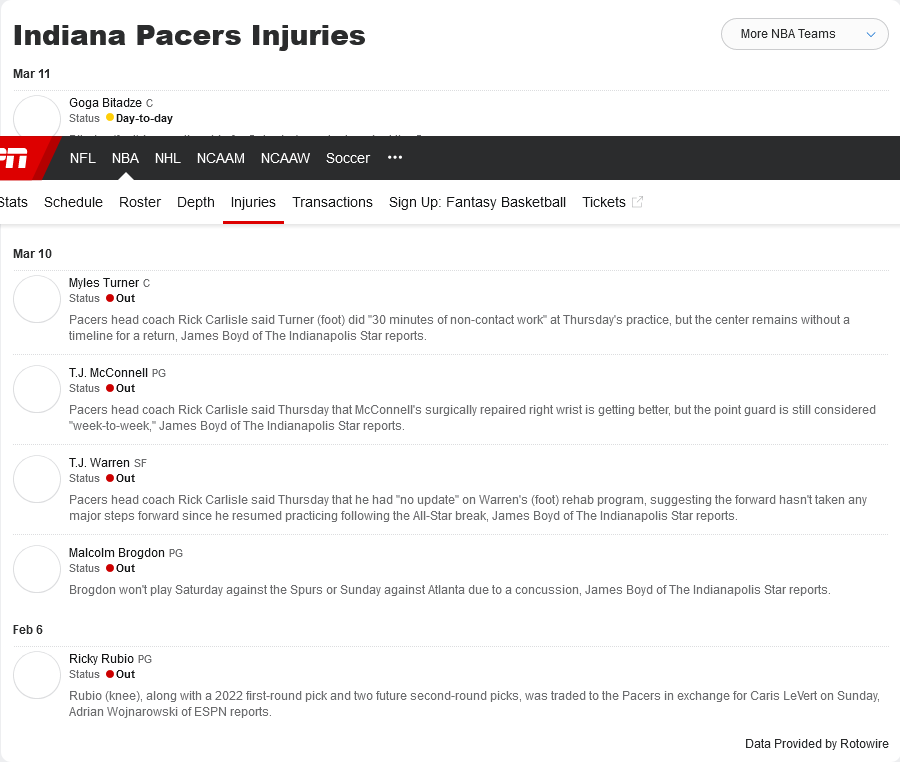 Indiana Pacers Injuries
More NBA Teams
Mar 11
Goga Bitadze C
Status Day-to-day
NFL NBA NHL NCAAM NCAAW Soccer •••
Stats Schedule Roster Depth Injuries Transactions Sign Up: Fantasy Basketball Tickets
Mar 10
Myles Turner C
Status Out
Pacers head coach Rick Carlisle said Turner (foot) did "30 minutes of non-contact work" at Thursday's practice, but the center remains without a
timeline for a return, James Boyd of The Indianapolis Star reports.
T.J. McConnell PG
Status Out
Pacers head coach Rick Carlisle said Thursday that McConnell's surgically repaired right wrist is getting better, but the point guard is still considered
"week-to-week," James Boyd of The Indianapolis Star reports.
T.J. Warren SF
Status Out
Pacers head coach Rick Carlisle said Thursday that he had "no update" on Warren's (foot) rehab program, suggesting the forward hasn't taken any
major steps forward since he resumed practicing following the All-Star break, James Boyd of The Indianapolis Star reports.
Malcolm Brogdon PG
Status Out
Brogdon won't play Saturday against the Spurs or Sunday against Atlanta due to a concussion, James Boyd of The Indianapolis Star reports.
Feb 6
Ricky Rubio PG
Status Out
Rubio (knee), along with a 2022 first-round pick and two future second-round picks, was traded to the Pacers in exchange for Caris LeVert on Sunday,
Adrian Wojnarowski of ESPN reports.
Data Provided by Rotowire